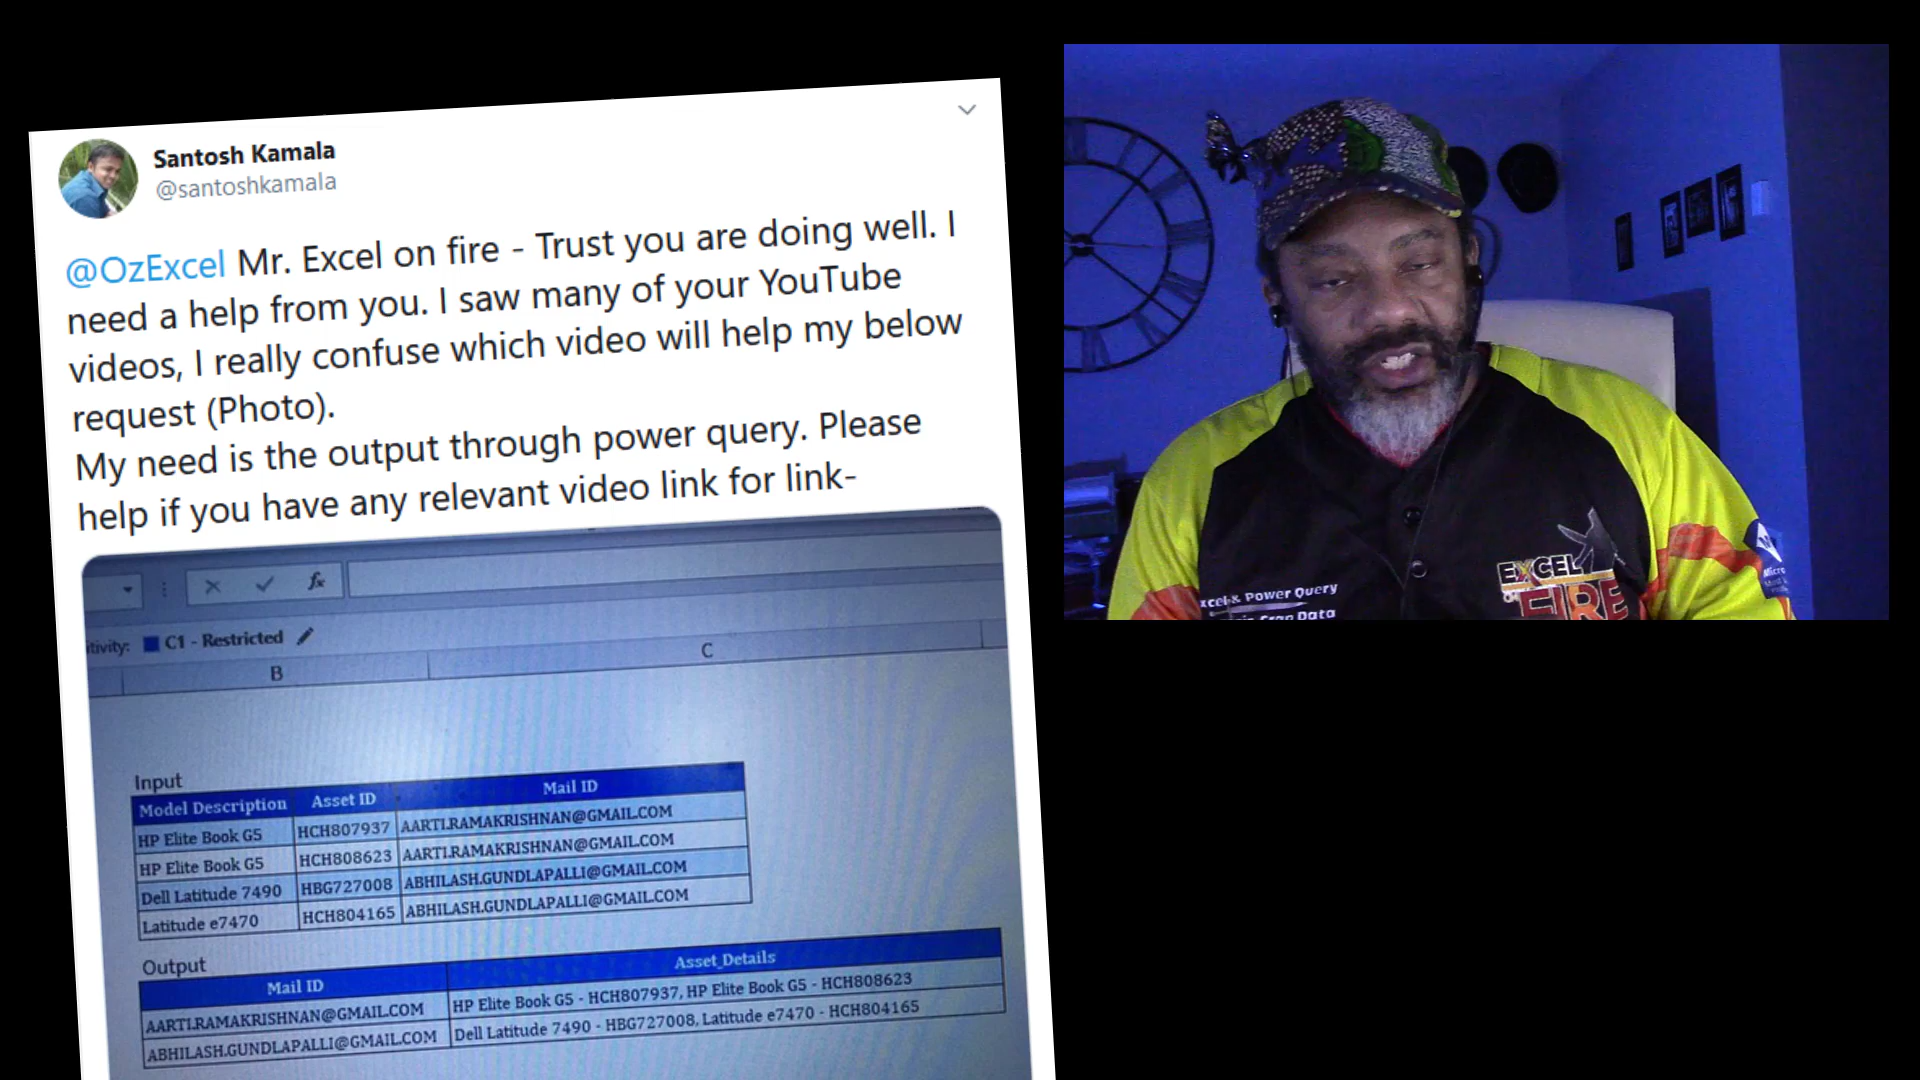 Santosh Kamala
@santoshkamala
@OzExcel Mr. Excel on fire - Trust you are doing well. I
need a help from you. I saw many of your YouTube
videos, I really confuse which video will help my below
request (Photo).
My need is the output through power query. Please
help if you have any relevant video link for link-
fx
tivity: C1 - Restricted
B C
Input
Model Description Asset ID Mail ID
HP Elite Book G5 HCH807937 AARTI.RAMAKRISHNAN@GMAIL.COM
HP Elite Book G5 HCH808623 AARTI.RAMAKRISHNAN@GMAIL.COM
Dell Latitude 7490 HBG727008 ABHILASH.GUNDLAPALLI@GMAIL.COM
Latitude e7470 HCH804165 ABHILASH.GUNDLAPALLI@GMAIL.COM
Output
Mail ID Asset_Details
AARTI.RAMAKRISHNAN@GMAIL.COM HP Elite Book G5 - HCH807937, HP Elite Book G5 - HCH808623
ABHILASH.GUNDLAPALLI@GMAIL.COM Dell Latitude 7490 - HBG727008, Latitude e7470 - HCH804165
xcel & Power Query
Data
EXCEL
FIRE
Micro